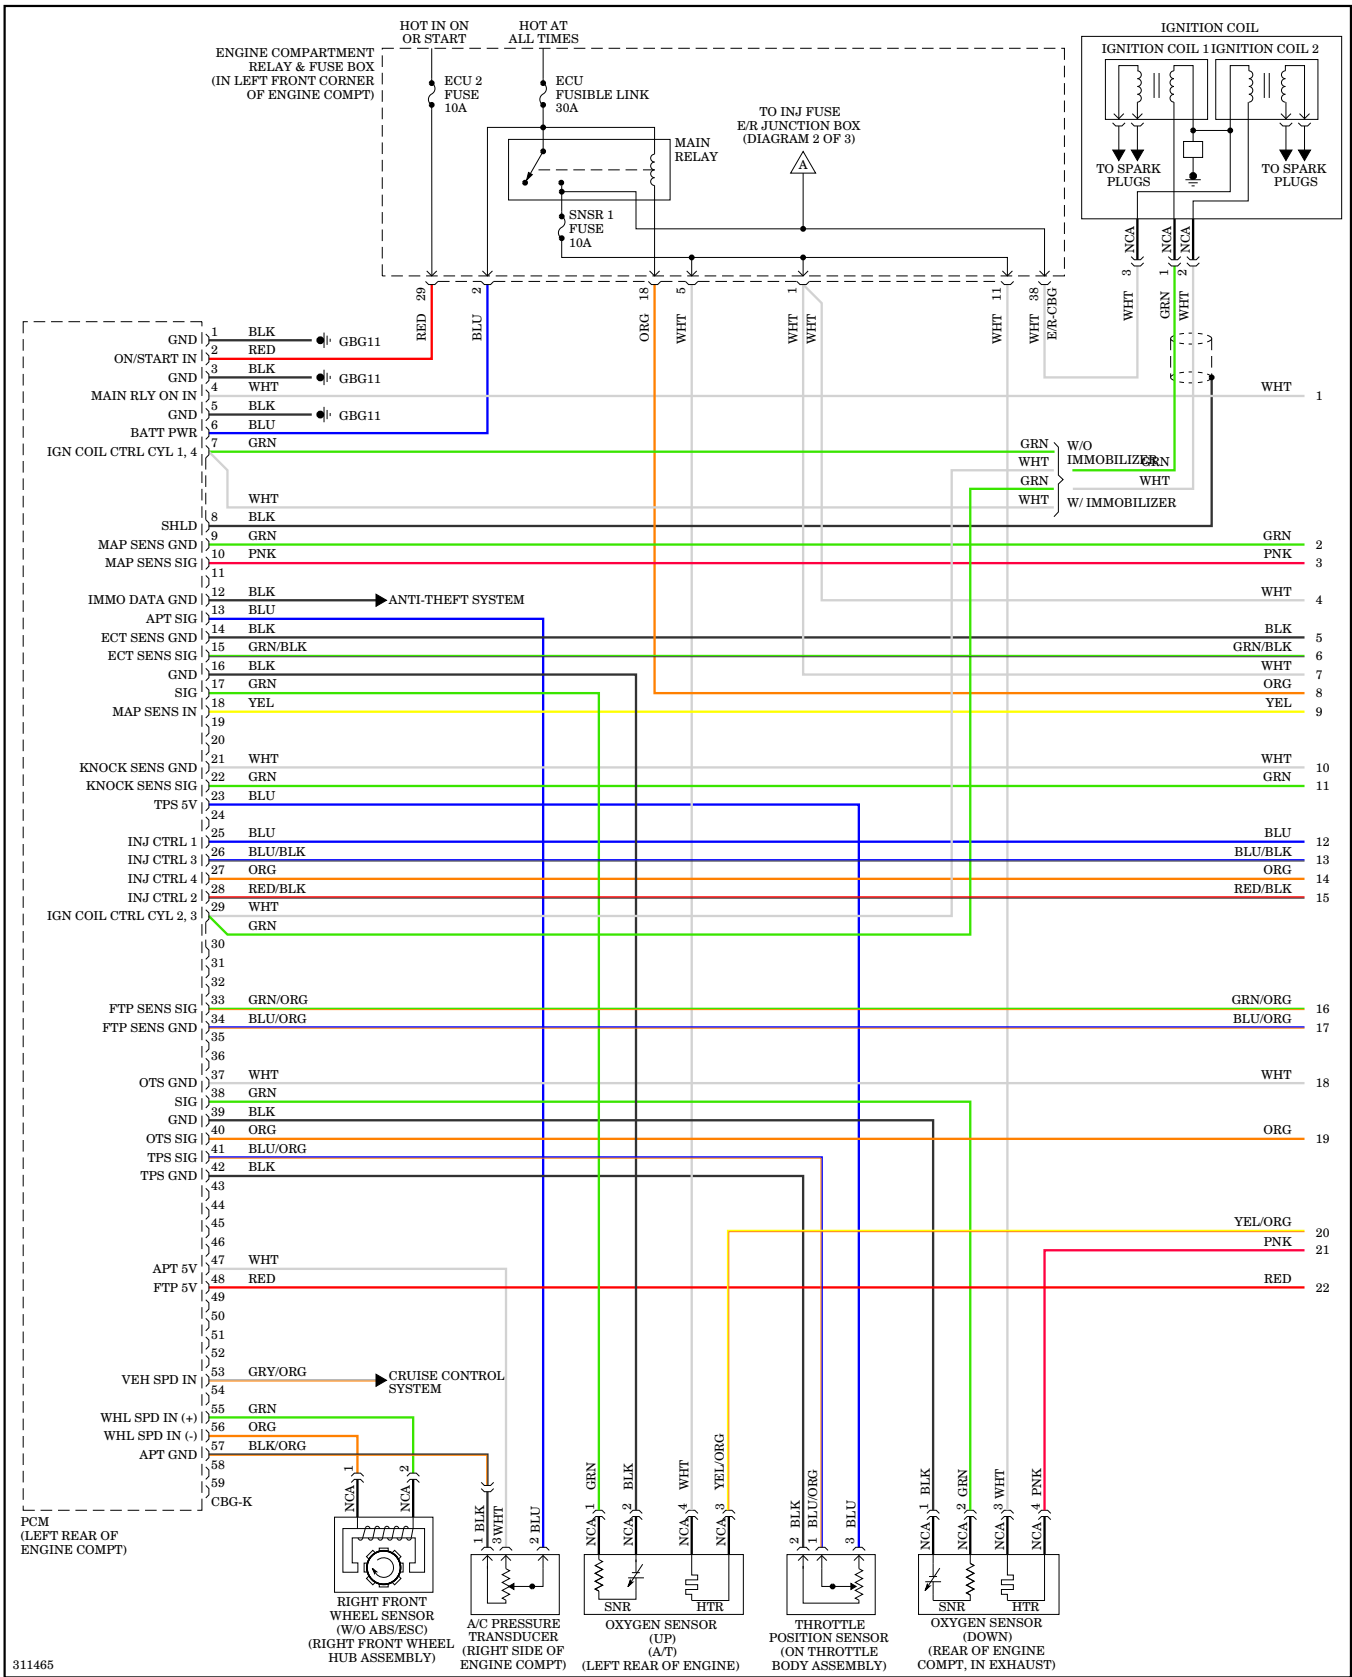 HOT IN ON
OR START
HOT AT
ALL TIMES
ENGINE COMPARTMENT
RELAY & FUSE BOX
(IN LEFT FRONT CORNER
OF ENGINE COMPT)
ECU 2
FUSE
10A
ECU
FUSIBLE LINK
30A
MAIN
RELAY
SNSR 1
FUSE
10A
TO INJ FUSE
E/R JUNCTION BOX
(DIAGRAM 2 OF 3)
A
IGNITION COIL
IGNITION COIL 1
IGNITION COIL 2
TO SPARK
PLUGS
TO SPARK
PLUGS
3 NCA
1 NCA
2 NCA
WHT
GRN
WHT
29 RED
2 BLU
18 ORG
5 WHT
1 WHT
WHT
11 WHT
38 WHT
E/R-CBG
GND 1 BLK GBG11
ON/START IN 2 RED
GND 3 BLK GBG11
MAIN RLY ON IN 4 WHT WHT 1
GND 5 BLK GBG11
BATT PWR 6 BLU
IGN COIL CTRL CYL 1, 4 7 GRN GRN
W/O
IMMOBILIZER
WHT GRN
GRN WHT
WHT WHT W/ IMMOBILIZER
SHLD 8 BLK
MAP SENS GND 9 GRN GRN 2
MAP SENS SIG 10 PNK PNK 3
11
IMMO DATA GND 12 BLK ANTI-THEFT SYSTEM WHT 4
APT SIG 13 BLU
ECT SENS GND 14 BLK BLK 5
ECT SENS SIG 15 GRN/BLK GRN/BLK 6
GND 16 BLK WHT 7
SIG 17 GRN ORG 8
MAP SENS IN 18 YEL YEL 9
19
20
KNOCK SENS GND 21 WHT WHT 10
KNOCK SENS SIG 22 GRN GRN 11
TPS 5V 23 BLU
24
INJ CTRL 1 25 BLU BLU 12
INJ CTRL 3 26 BLU/BLK BLU/BLK 13
INJ CTRL 4 27 ORG ORG 14
INJ CTRL 2 28 RED/BLK RED/BLK 15
IGN COIL CTRL CYL 2, 3 29 WHT
GRN
30
31
32
FTP SENS SIG 33 GRN/ORG GRN/ORG 16
FTP SENS GND 34 BLU/ORG BLU/ORG 17
35
36
OTS GND 37 WHT WHT 18
SIG 38 GRN
GND 39 BLK
OTS SIG 40 ORG ORG 19
TPS SIG 41 BLU/ORG
TPS GND 42 BLK
43
44
45
YEL/ORG 20
46
PNK 21
APT 5V 47 WHT
FTP 5V 48 RED RED 22
49
50
51
52
VEH SPD IN 53 GRY/ORG CRUISE CONTROL
SYSTEM
54
WHL SPD IN (+) 55 GRN
WHL SPD IN (-) 56 ORG
APT GND 57 BLK/ORG
58
59
CBG-K
PCM
(LEFT REAR OF
ENGINE COMPT)
NCA 1
NCA 2
1 BLK
3 WHT
2 BLU
NCA 1 GRN
NCA 2 BLK
NCA 4 WHT
NCA 3 YEL/ORG
2 BLK
1 BLU/ORG
3 BLU
NCA 1 BLK
NCA 2 GRN
NCA 3 WHT
NCA 4 PNK
SNR HTR
SNR HTR
RIGHT FRONT
WHEEL SENSOR
(W/O ABS/ESC)
(RIGHT FRONT WHEEL
HUB ASSEMBLY)
A/C PRESSURE
TRANSDUCER
(RIGHT SIDE OF
ENGINE COMPT)
OXYGEN SENSOR
(UP)
(A/T)
(LEFT REAR OF ENGINE)
THROTTLE
POSITION SENSOR
(ON THROTTLE
BODY ASSEMBLY)
OXYGEN SENSOR
(DOWN)
(REAR OF ENGINE
COMPT, IN EXHAUST)
311465